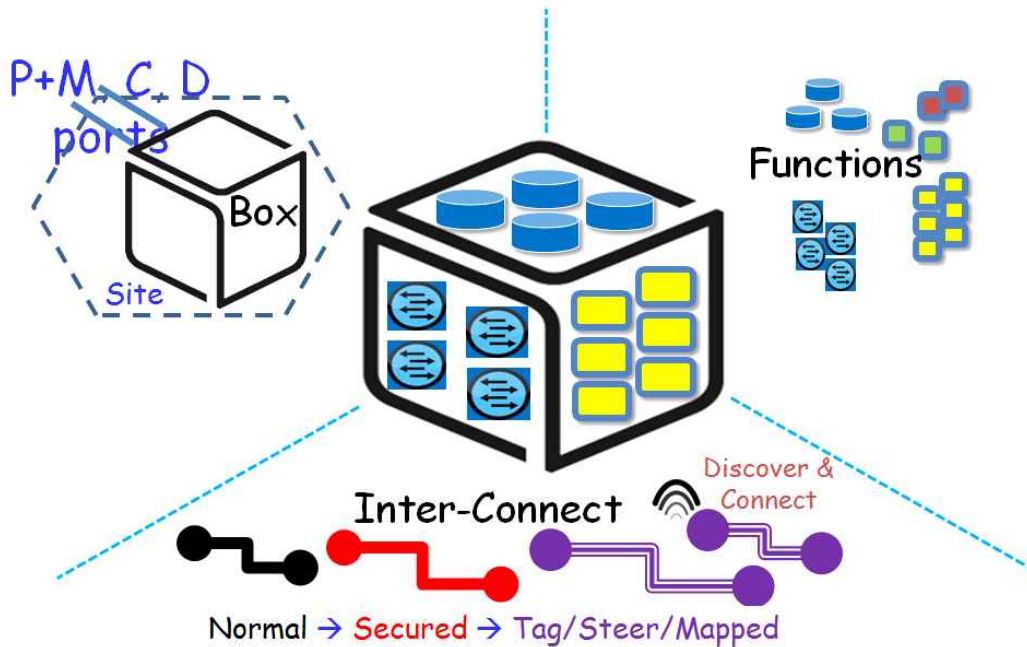 P+M, C, D
ports
Box
Site
Functions
Discover &
Connect
Inter-Connect
Normal → Secured → Tag/Steer/Mapped